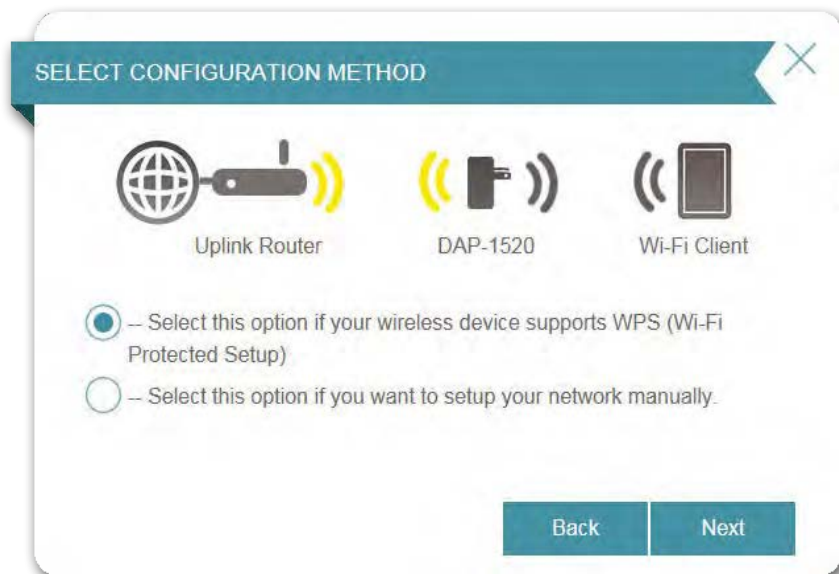 SELECT CONFIGURATION METHOD
Uplink Router
DAP-1520
Wi-Fi Client
-- Select this option if your wireless device supports WPS (Wi-Fi
Protected Setup)
-- Select this option if you want to setup your network manually.
Back
Next